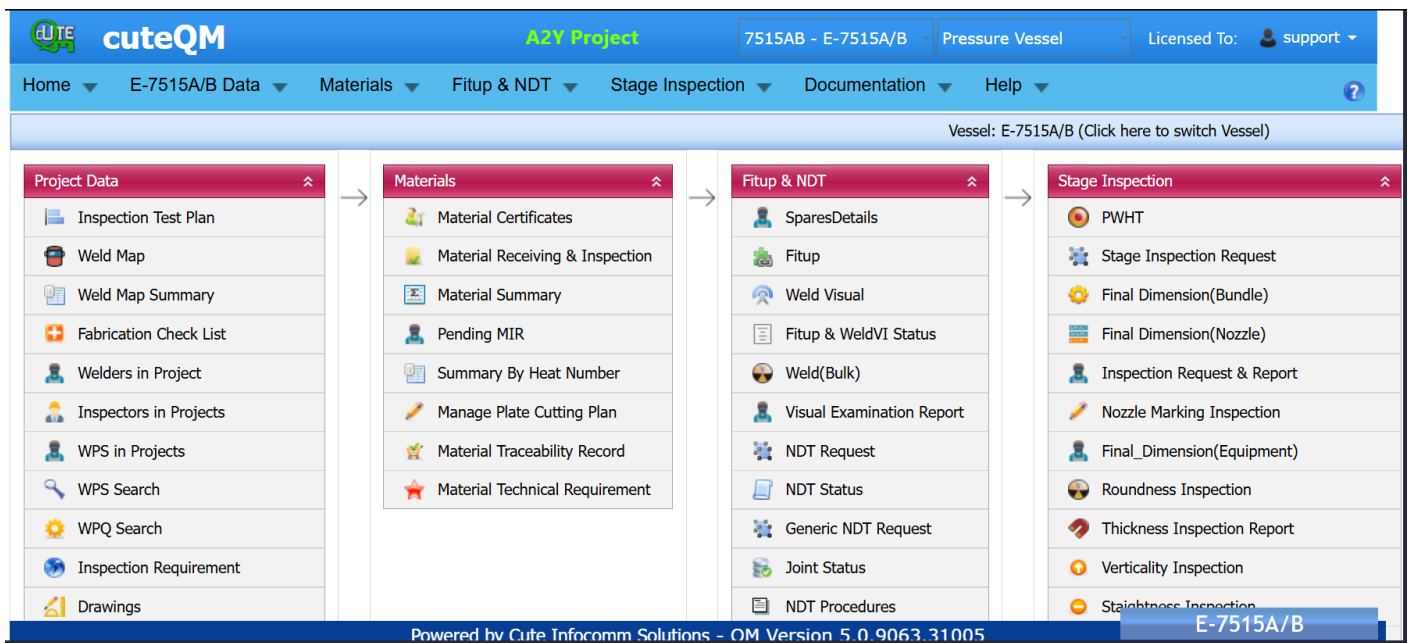 CUTE
QM
cuteQM
A2Y Project
7515AB - E-7515A/B
Pressure Vessel
Licensed To:
support
Home
E-7515A/B Data
Materials
Fitup & NDT
Stage Inspection
Documentation
Help
?
Vessel: E-7515A/B (Click here to switch Vessel)
Project Data
Inspection Test Plan
Weld Map
Weld Map Summary
Fabrication Check List
Welders in Project
Inspectors in Projects
WPS in Projects
WPS Search
WPQ Search
Inspection Requirement
Drawings
Materials
Material Certificates
Material Receiving & Inspection
Material Summary
Pending MIR
Summary By Heat Number
Manage Plate Cutting Plan
Material Traceability Record
Material Technical Requirement
Fitup & NDT
SparesDetails
Fitup
Weld Visual
Fitup & WeldVI Status
Weld(Bulk)
Visual Examination Report
NDT Request
NDT Status
Generic NDT Request
Joint Status
NDT Procedures
Stage Inspection
PWHT
Stage Inspection Request
Final Dimension(Bundle)
Final Dimension(Nozzle)
Inspection Request & Report
Nozzle Marking Inspection
Final_Dimension(Equipment)
Roundness Inspection
Thickness Inspection Report
Verticality Inspection
Staightness Inspection
Powered by Cute Infocomm Solutions - QM Version 5.0.9063.31005
E-7515A/B